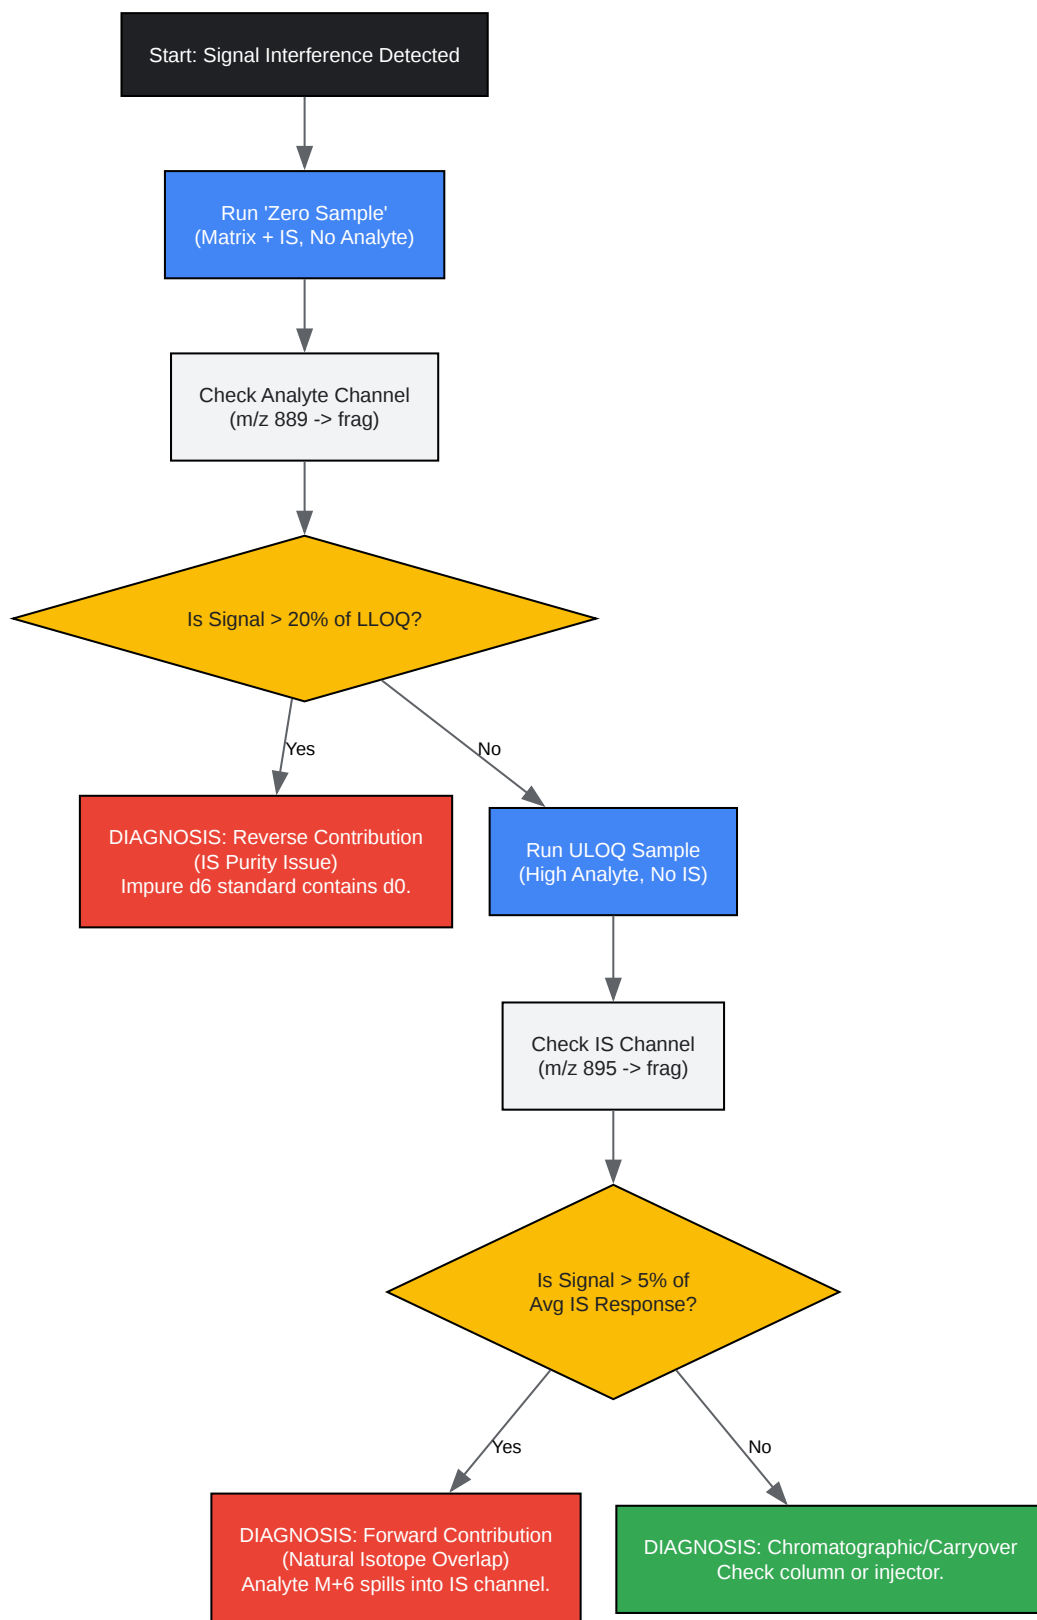 Start: Signal Interference Detected
Run 'Zero Sample'
(Matrix + IS, No Analyte)
Check Analyte Channel
(m/z 889 -> frag)
Is Signal > 20% of LLOQ?
Yes
No
DIAGNOSIS: Reverse Contribution
(IS Purity Issue)
Impure d6 standard contains d0.
Run ULOQ Sample
(High Analyte, No IS)
Check IS Channel
(m/z 895 -> frag)
Is Signal > 5% of
Avg IS Response?
Yes
No
DIAGNOSIS: Forward Contribution
(Natural Isotope Overlap)
Analyte M+6 spills into IS channel.
DIAGNOSIS: Chromatographic/Carryover
Check column or injector.